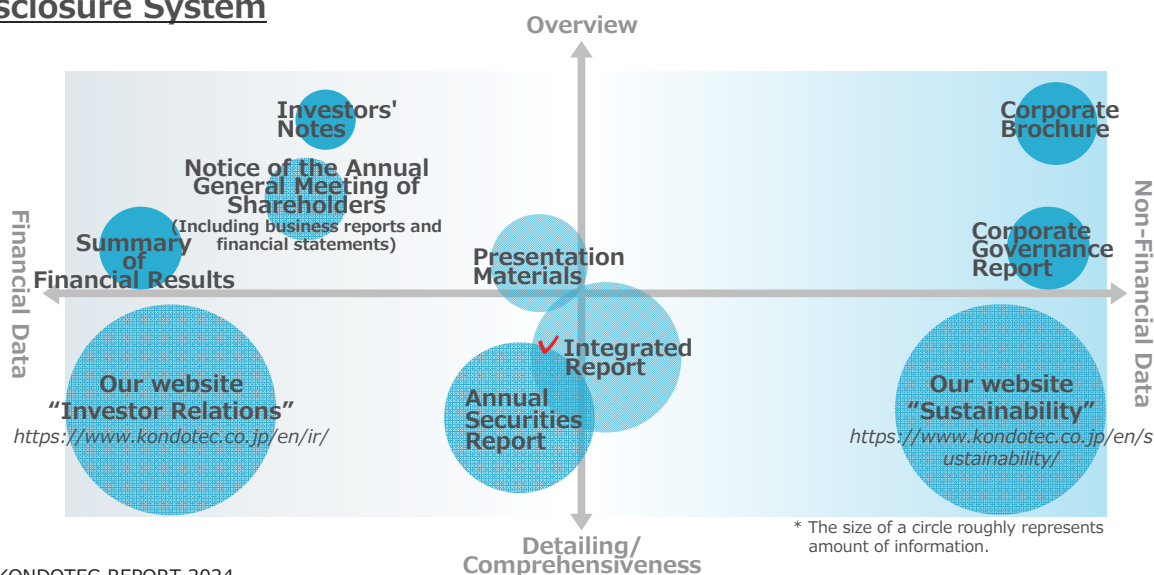 sclosure System
Overview
Investors'
Notes
Corporate
Brochure
Notice of the Annual
General Meeting of
Shareholders
(Including business reports and
financial statements)
Summary
of
Financial Results
Presentation
Materials
Corporate
Governance
Report
Financial Data
Non-Financial Data
✓Integrated
Report
Our website
“Investor Relations”
https://www.kondotec.co.jp/en/ir/
Annual
Securities
Report
Our website
“Sustainability”
https://www.kondotec.co.jp/en/s
ustainability/
* The size of a circle roughly represents
amount of information.
Detailing/
Comprehensiveness
KONDOTEC REPORT 2024